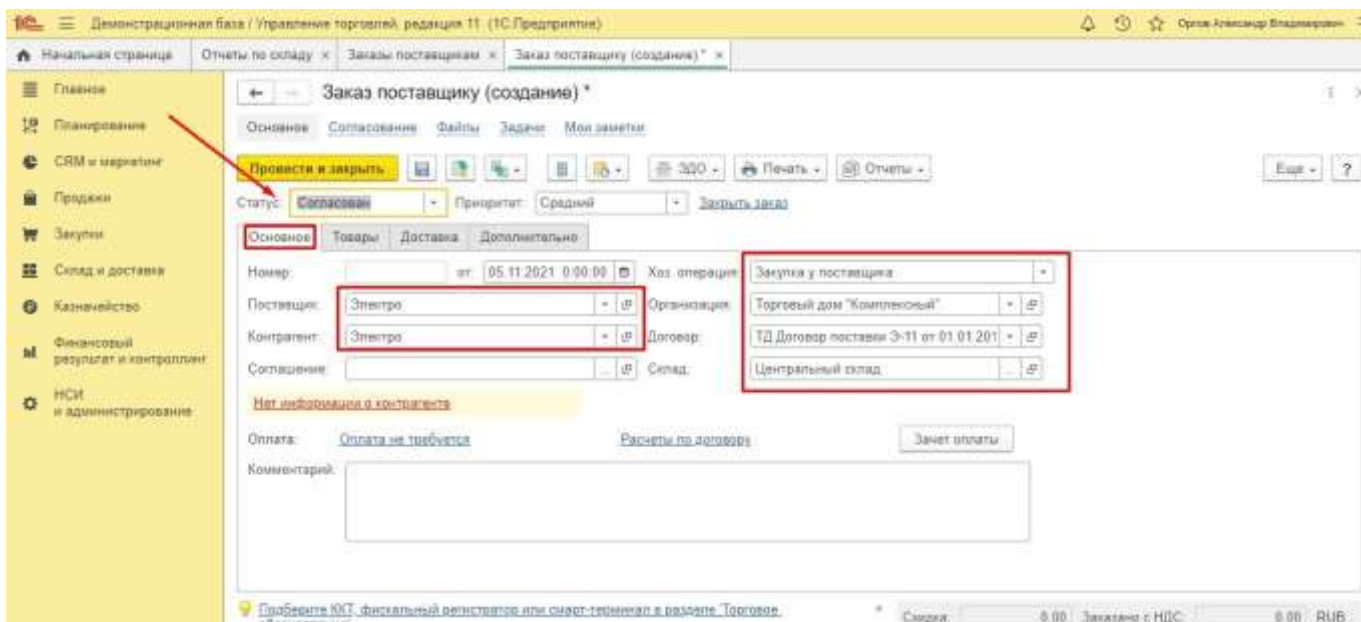 1С Демонстрационная база / Управление торговлей, редакция 11 (1С:Предприятие) Орлов Александр Владимирович
Начальная страница Отчеты по складу × Заказы поставщикам × Заказ поставщику (создание) * ×
Главное
Планирование
CRM и маркетинг
Продажи
Закупки
Склад и доставка
Казначейство
Финансовый
результат и контроллинг
НСИ
и администрирование
Заказ поставщику (создание) *
Основное Согласование Файлы Задачи Мои заметки
Провести и закрыть ЭДО Печать Отчеты Еще ?
Статус: Согласован Приоритет: Средний Закрыть заказ
Основное Товары Доставка Дополнительно
Номер: от: 05.11.2021 0:00:00 Хоз. операция: Закупка у поставщика
Поставщик: Электро Организация: Торговый дом "Комплексный"
Контрагент: Электро Договор: ТД Договор поставки Э-11 от 01.01.201
Соглашение: Склад: Центральный склад
Нет информации о контрагенте
Оплата: Оплата не требуется Расчеты по договору Зачет оплаты
Комментарий:
Подберите ККТ, фискальный регистратор или смарт-терминал в разделе "Торговое
Скидка: 0.00 Заказано с НДС: 0.00 RUB